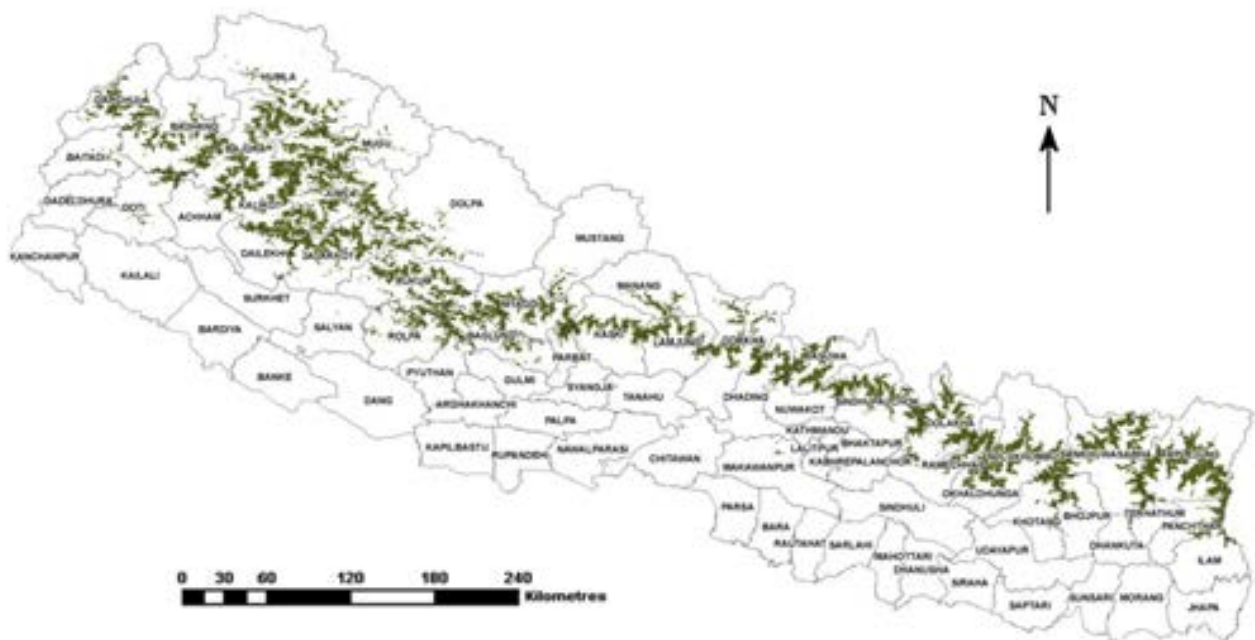 HUMLA
DARCHULA
BAJHANG
MUGU
BAITADI
DADELDHURA
DOTI
ACHHAM
DOLPA
MUSTANG
KANCHANPUR
KAILALI
DAILEKH
MANANG
SURKHET
BARDIYA
SALYAN
ROLPA
LAMJUNG
PARBAT
BANKE
DANG
PYUTHAN
GULMI
SYANGJA
TANAHU
DHADING
NUWAKOT
ARGHAKHANCHI
PALPA
KATHMANDU
LALITPUR
BHAKTAPUR
KAPILBASTU
RUPANDEHI
NAWALPARASI
CHITAWAN
MAKAWANPUR
KABHREPALANCHOK
OKHALDHUNGA
PARSA
BARA
RAUTAHAT
SARLAHI
SINDHULI
KHOTANG
BHOJPUR
MAHOTTARI
DHANUSHA
UDAYAPUR
DHANKUTA
ILAM
SIRAHA
SAPTARI
SUNSARI
MORANG
JHAPA
N
0 30 60 120 180 240
Kilometres